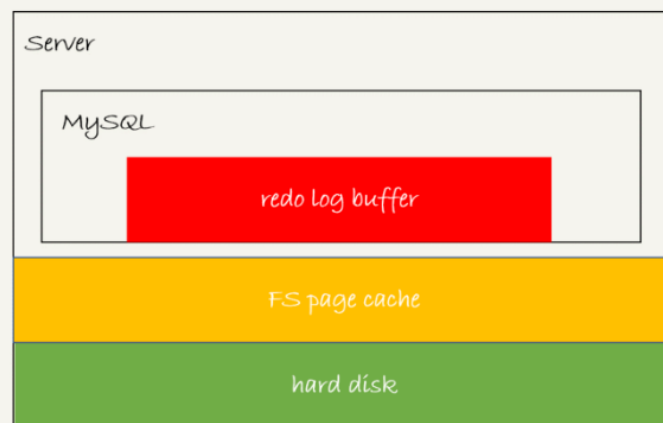 Server
MySQL
redo log buffer
FS page cache
hard disk